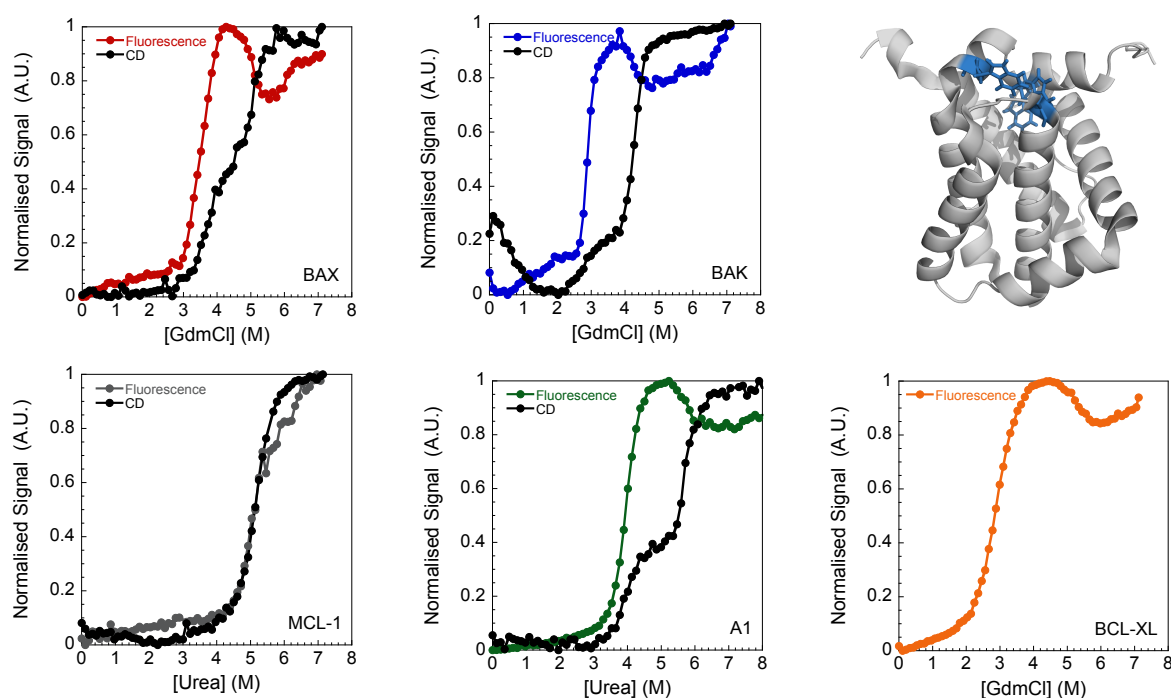 Normalised Signal (A.U.)
1
0.8
0.6
0.4
0.2
0
Fluorescence
CD
BAX
0 1 2 3 4 5 6 7 8
[GdmCl] (M)
Normalised Signal (A.U.)
1
0.8
0.6
0.4
0.2
0
Fluorescence
CD
BAK
0 1 2 3 4 5 6 7 8
[GdmCl] (M)
Normalised Signal (A.U.)
1
0.8
0.6
0.4
0.2
0
Fluorescence
CD
MCL-1
0 1 2 3 4 5 6 7 8
[Urea] (M)
Normalised Signal (A.U.)
1
0.8
0.6
0.4
0.2
0
Fluorescence
CD
A1
0 1 2 3 4 5 6 7 8
[Urea] (M)
Normalised Signal (A.U.)
1
0.8
0.6
0.4
0.2
0
Fluorescence
BCL-XL
0 1 2 3 4 5 6 7 8
[GdmCl] (M)